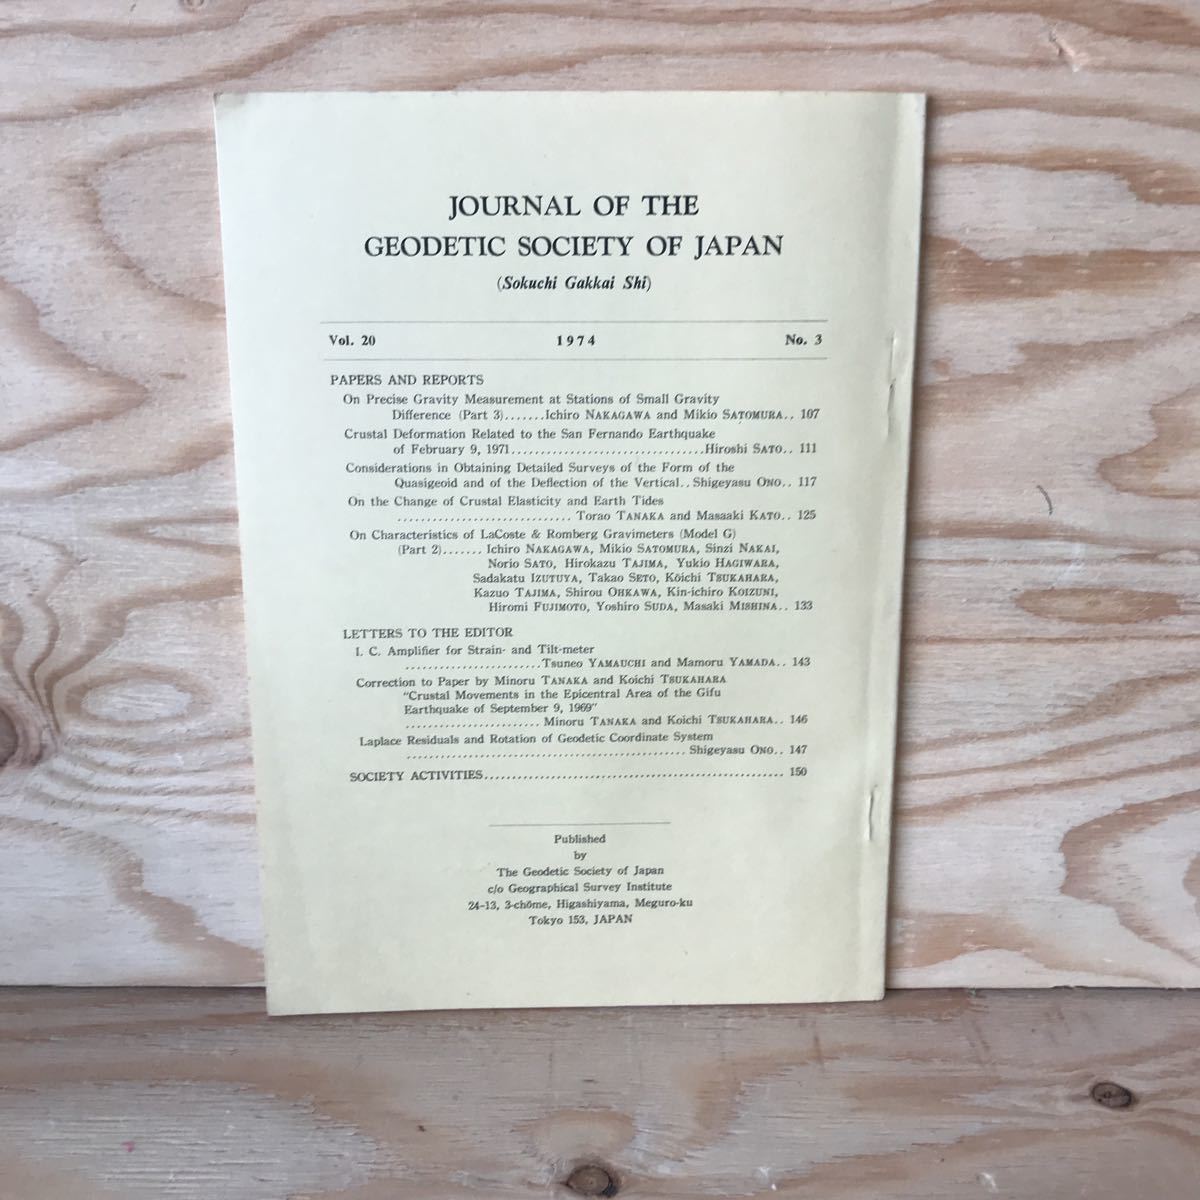 JOURNAL OF THE
GEODETIC SOCIETY OF JAPAN
(Sokuchi Gakkai Shi)
Vol. 20 1974 No. 3
PAPERS AND REPORTS
On Precise Gravity Measurement at Stations of Small Gravity
Difference (Part 3).......Ichiro NAKAGAWA and Mikio SATOMURA.. 107
Crustal Deformation Related to the San Fernando Earthquake
of February 9, 1971.................................Hiroshi SATO.. 111
Considerations in Obtaining Detailed Surveys of the Form of the
Quasigeoid and of the Deflection of the Vertical.. Shigeyasu ONO.. 117
On the Change of Crustal Elasticity and Earth Tides
.............................. Torao TANAKA and Masaaki KATO.. 125
On Characteristics of LaCoste & Romberg Gravimeters (Model G)
(Part 2)....... Ichiro NAKAGAWA, Mikio SATOMURA, Sinzi NAKAI,
Norio SATO, Hirokazu TAJIMA, Yukio HAGIWARA,
Sadakatu IZUTUYA, Takao SETO, Kōichi TSUKAHARA,
Kazuo TAJIMA, Shirou OHKAWA, Kin-ichiro KOIZUNI,
Hiromi FUJIMOTO, Yoshiro SUDA, Masaki MISHINA.. 133
LETTERS TO THE EDITOR
I. C. Amplifier for Strain- and Tilt-meter
........................Tsuneo YAMAUCHI and Mamoru YAMADA.. 143
Correction to Paper by Minoru TANAKA and Koichi TSUKAHARA
"Crustal Movements in the Epicentral Area of the Gifu
Earthquake of September 9, 1969"
....................... Minoru TANAKA and Koichi TSUKAHARA.. 146
Laplace Residuals and Rotation of Geodetic Coordinate System
................................................ Shigeyasu ONO.. 147
SOCIETY ACTIVITIES...................................................... 150
Published
by
The Geodetic Society of Japan
c/o Geographical Survey Institute
24-13, 3-chōme, Higashiyama, Meguro-ku
Tokyo 153, JAPAN